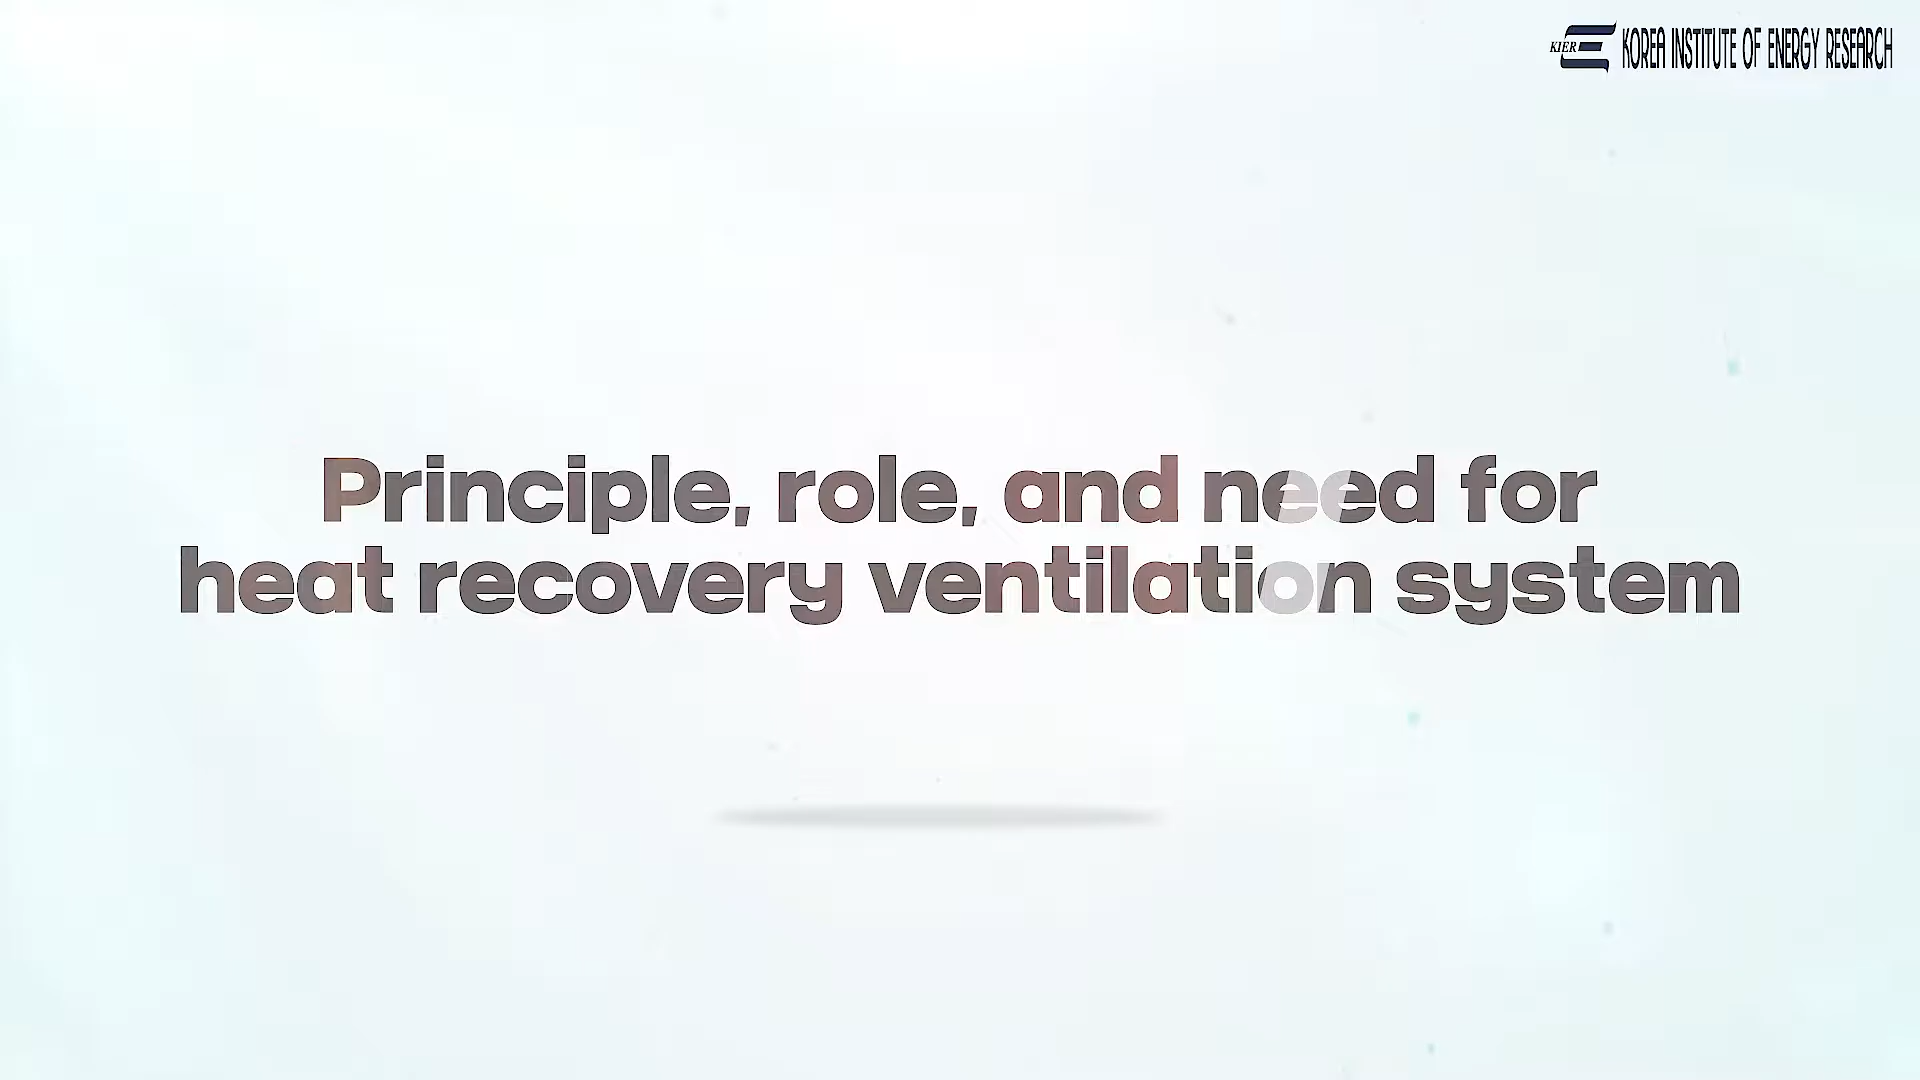 KIER KOREA INSTITUTE OF ENERGY RESEARCH
Principle, role, and need for
heat recovery ventilation system